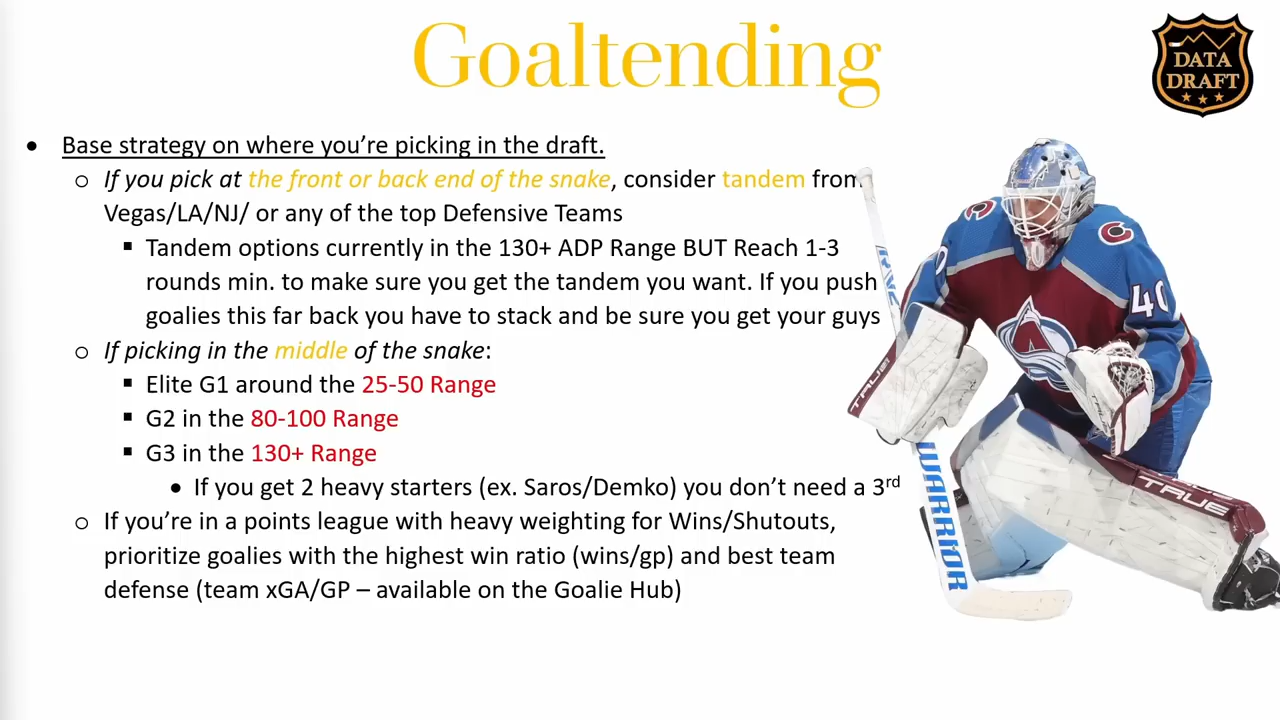 Goaltending
DATA
DRAFT
• Base strategy on where you're picking in the draft.
o If you pick at the front or back end of the snake, consider tandem from
Vegas/LA/NJ/ or any of the top Defensive Teams
▪ Tandem options currently in the 130+ ADP Range BUT Reach 1-3
rounds min. to make sure you get the tandem you want. If you push
goalies this far back you have to stack and be sure you get your guys
o If picking in the middle of the snake:
▪ Elite G1 around the 25-50 Range
▪ G2 in the 80-100 Range
▪ G3 in the 130+ Range
• If you get 2 heavy starters (ex. Saros/Demko) you don't need a 3rd
o If you're in a points league with heavy weighting for Wins/Shutouts,
prioritize goalies with the highest win ratio (wins/gp) and best team
defense (team xGA/GP – available on the Goalie Hub)
40
TRUE
TRUE
WARRIOR